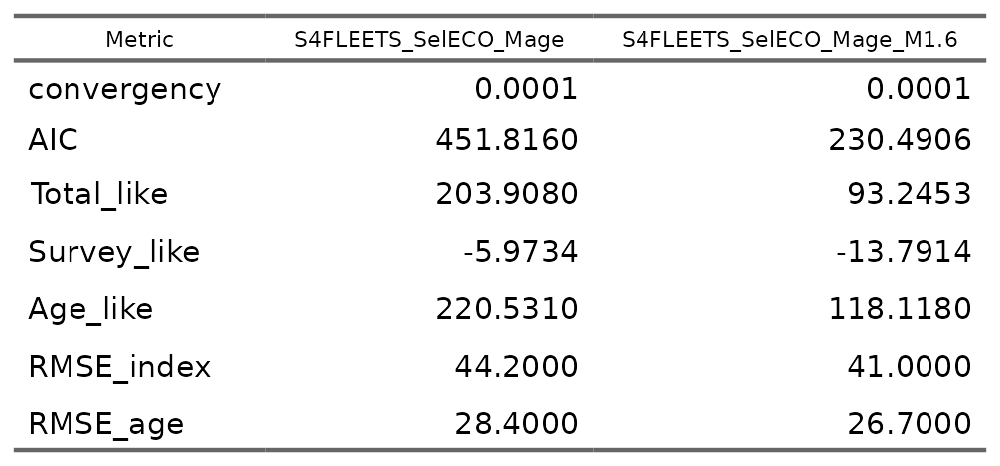 Metric S4FLEETS_SelECO_Mage S4FLEETS_SelECO_Mage_M1.6
convergency 0.0001 0.0001
AIC 451.8160 230.4906
Total_like 203.9080 93.2453
Survey_like -5.9734 -13.7914
Age_like 220.5310 118.1180
RMSE_index 44.2000 41.0000
RMSE_age 28.4000 26.7000